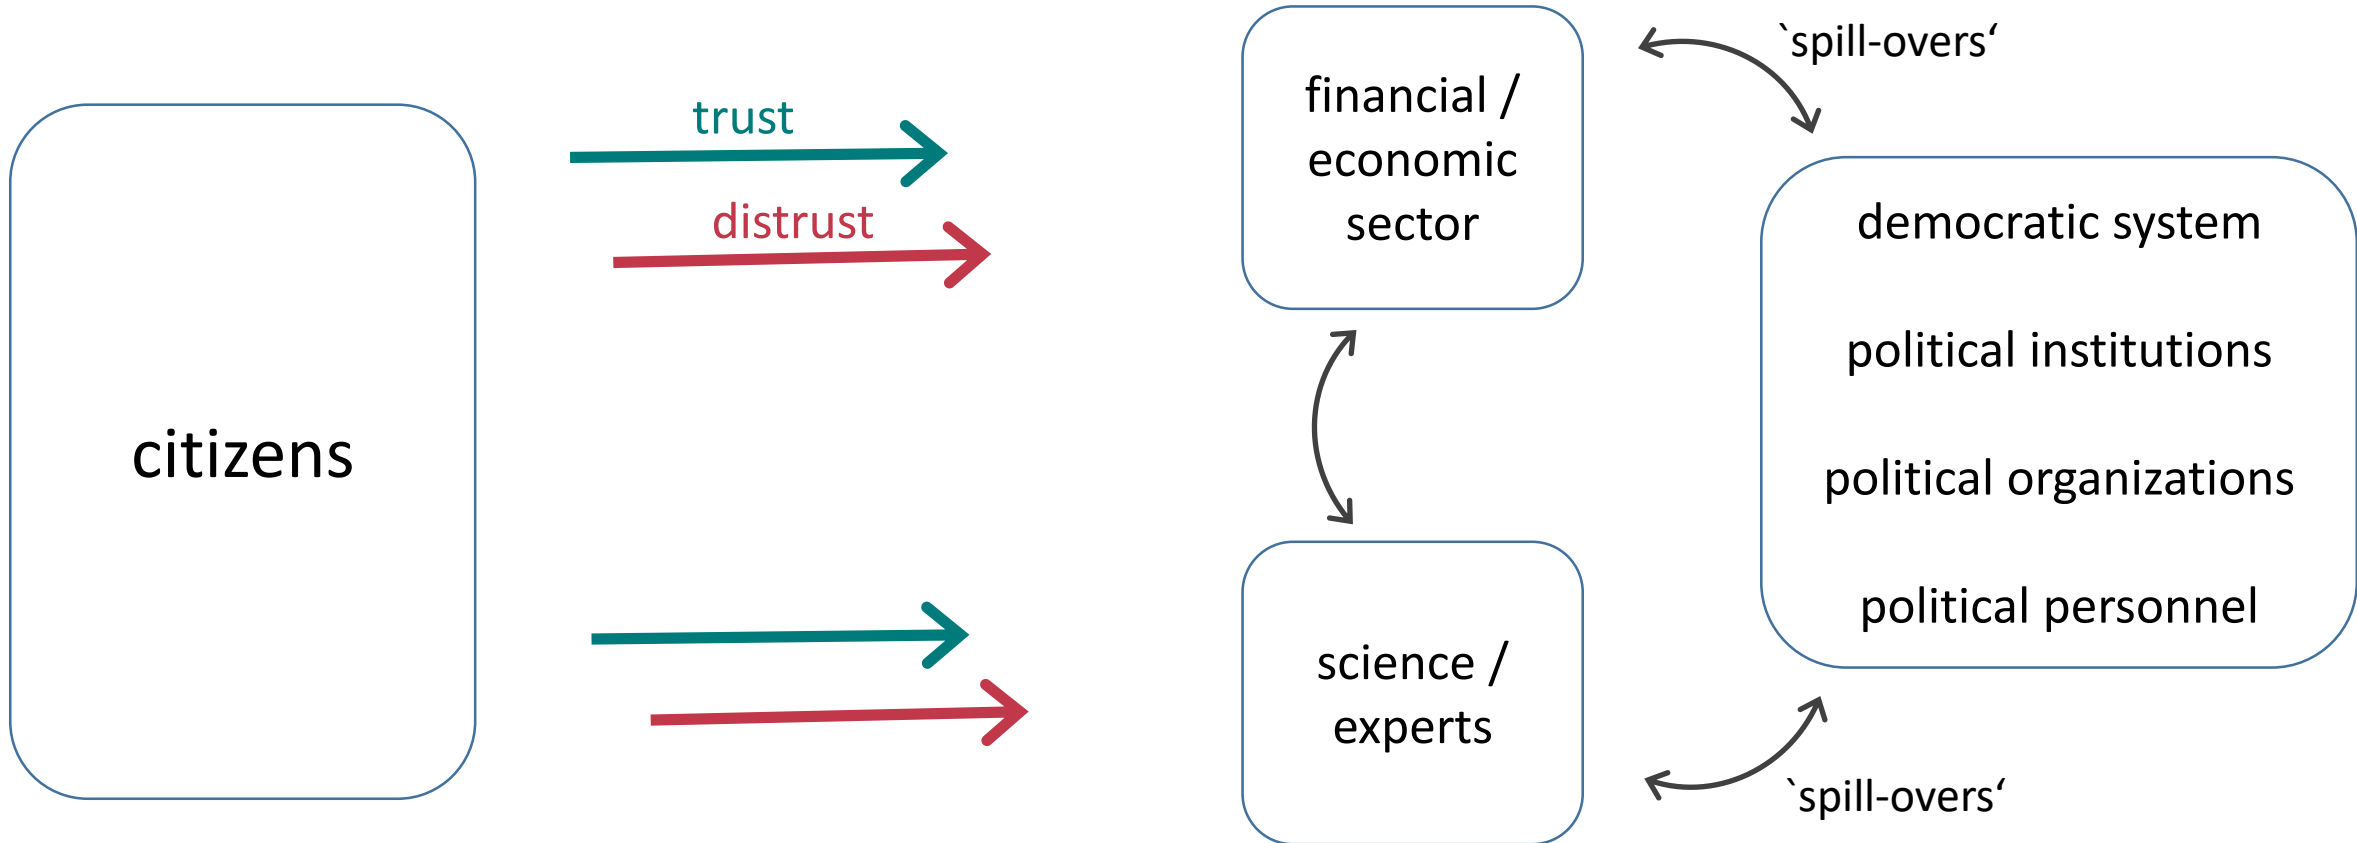 citizens
trust
distrust
financial /
economic
sector
science /
experts
`spill-overs‘
democratic system
political institutions
political organizations
political personnel
`spill-overs‘